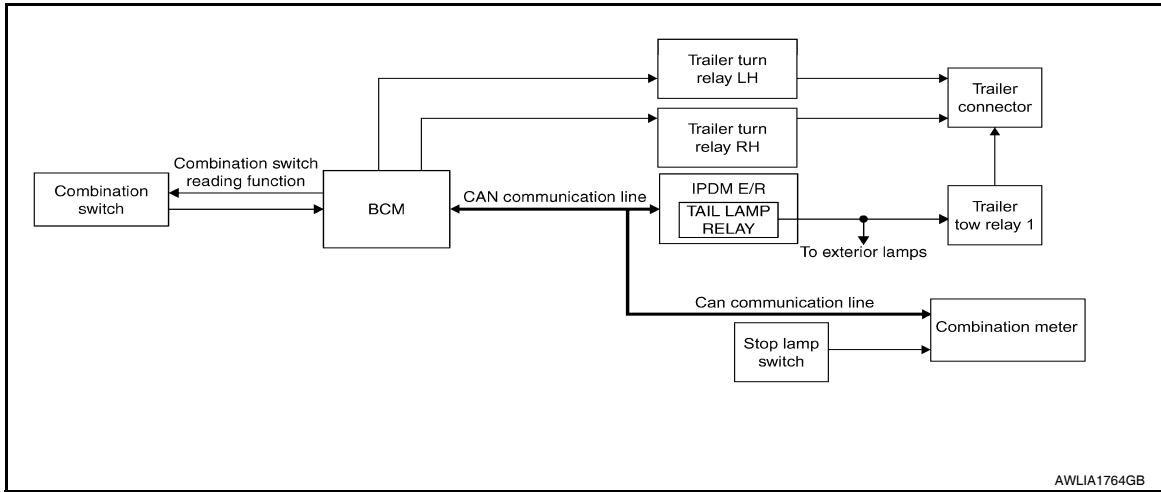 Trailer turn
relay LH
Trailer
connector
Trailer turn
relay RH
Combination switch
reading function
Combination
switch
BCM
CAN communication line
IPDM E/R
TAIL LAMP
RELAY
Trailer
tow relay 1
To exterior lamps
Can communication line
Combination meter
Stop lamp
switch
AWLIA1764GB